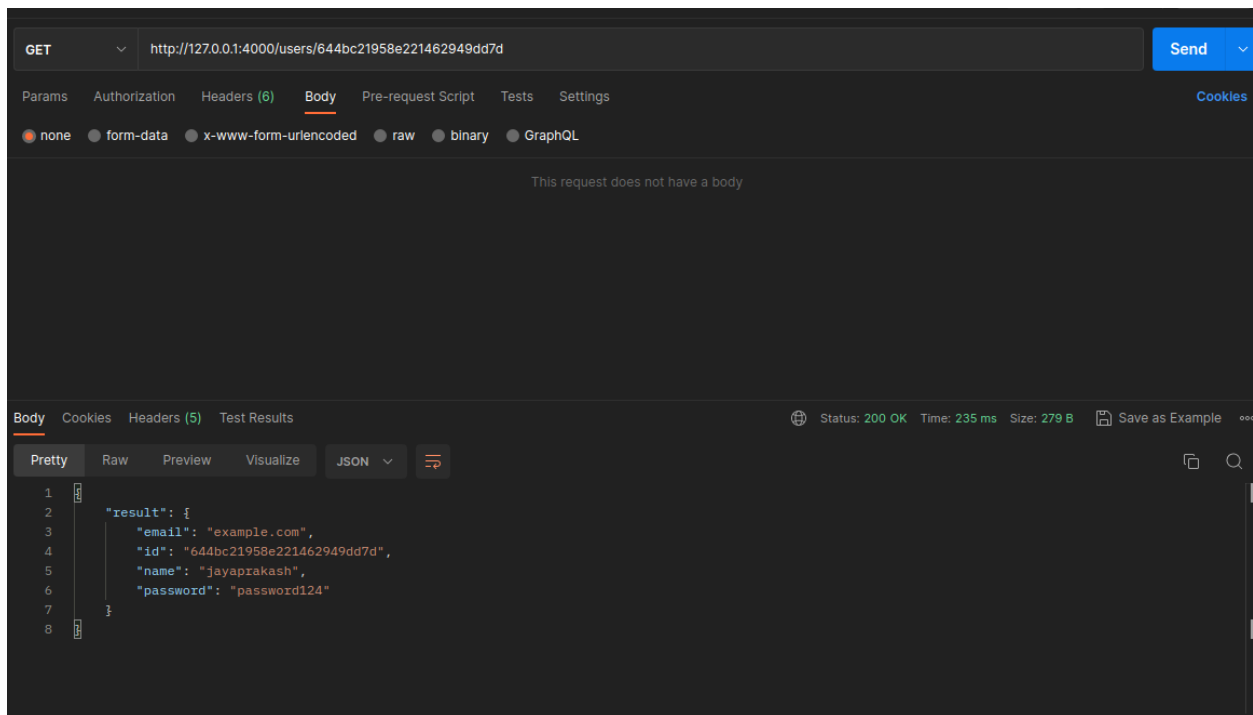 GET http://127.0.0.1:4000/users/644bc21958e221462949dd7d Send
Params Authorization Headers (6) Body Pre-request Script Tests Settings Cookies
none form-data x-www-form-urlencoded raw binary GraphQL
This request does not have a body
Body Cookies Headers (5) Test Results Status: 200 OK Time: 235 ms Size: 279 B Save as Example
Pretty Raw Preview Visualize JSON
1 {
2 "result": {
3 "email": "example.com",
4 "id": "644bc21958e221462949dd7d",
5 "name": "jayaprakash",
6 "password": "password124"
7 }
8 }